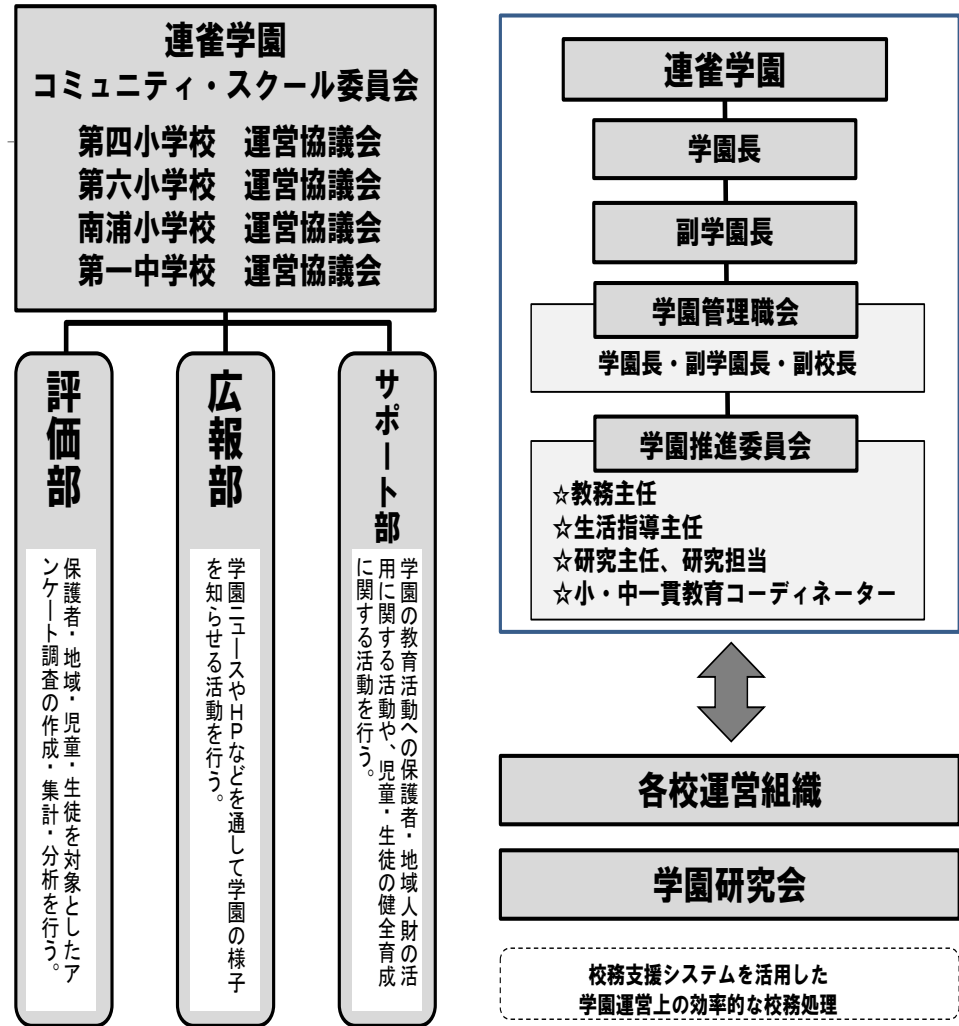 連雀学園
コミュニティ・スクール委員会
第四小学校　運営協議会
第六小学校　運営協議会
南浦小学校　運営協議会
第一中学校　運営協議会
評価部
保護者・地域・児童・生徒を対象としたア
ンケート調査の作成・集計・分析を行う。
広報部
学園ニュースやＨＰなどを通して学園の様子
を知らせる活動を行う。
サポート部
学園の教育活動への保護者・地域人財の活
用に関する活動や、児童・生徒の健全育成
に関する活動を行う。
連雀学園
学園長
副学園長
学園管理職会
学園長・副学園長・副校長
学園推進委員会
☆教務主任
☆生活指導主任
☆研究主任、研究担当
☆小・中一貫教育コーディネーター
各校運営組織
学園研究会
校務支援システムを活用した
学園運営上の効率的な校務処理